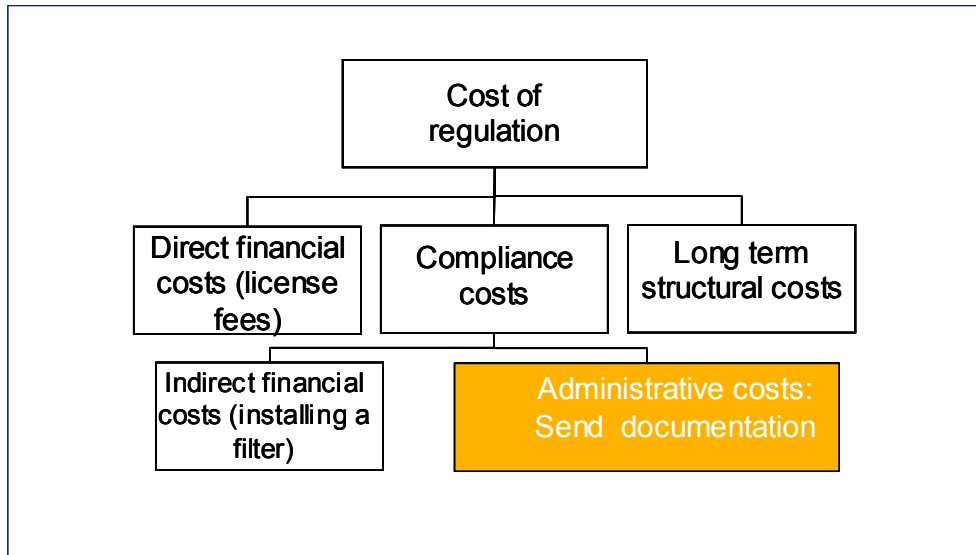 Cost of
regulation
Direct financial
costs (license
fees)
Compliance
costs
Long term
structural costs
Indirect financial
costs (installing a
filter)
Administrative costs:
Send documentation